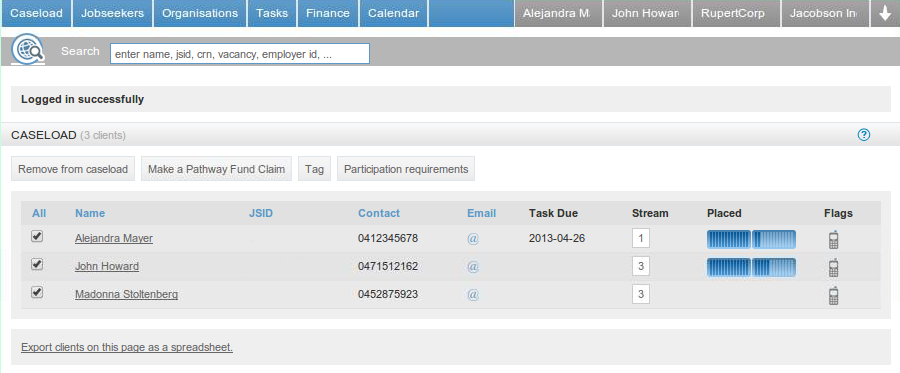 Caseload Jobseekers Organisations Tasks Finance Calendar Alejandra Ma John Howar RupertCorp Jacobson In
Search enter name, jsid, crn, vacancy, employer id, ...
Logged in successfully
CASELOAD (3 clients) ?
Remove from caseload Make a Pathway Fund Claim Tag Participation requirements
All Name JSID Contact Email Task Due Stream Placed Flags
Alejandra Mayer 0412345678 @ 2013-04-26 1
John Howard 0471512162 @ 3
Madonna Stoltenberg 0452875923 @ 3
Export clients on this page as a spreadsheet.